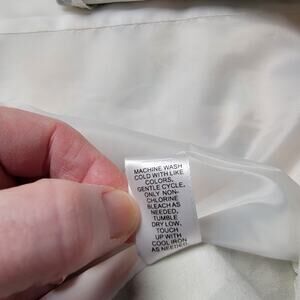 MACHINE WASH
COLD WITH LIKE
COLORS,
GENTLE CYCLE,
ONLY NON-
CHLORINE
BLEACH AS
NEEDED,
TUMBLE
DRY LOW,
TOUCH
UP WITH
COOL IRON
AS NEEDED